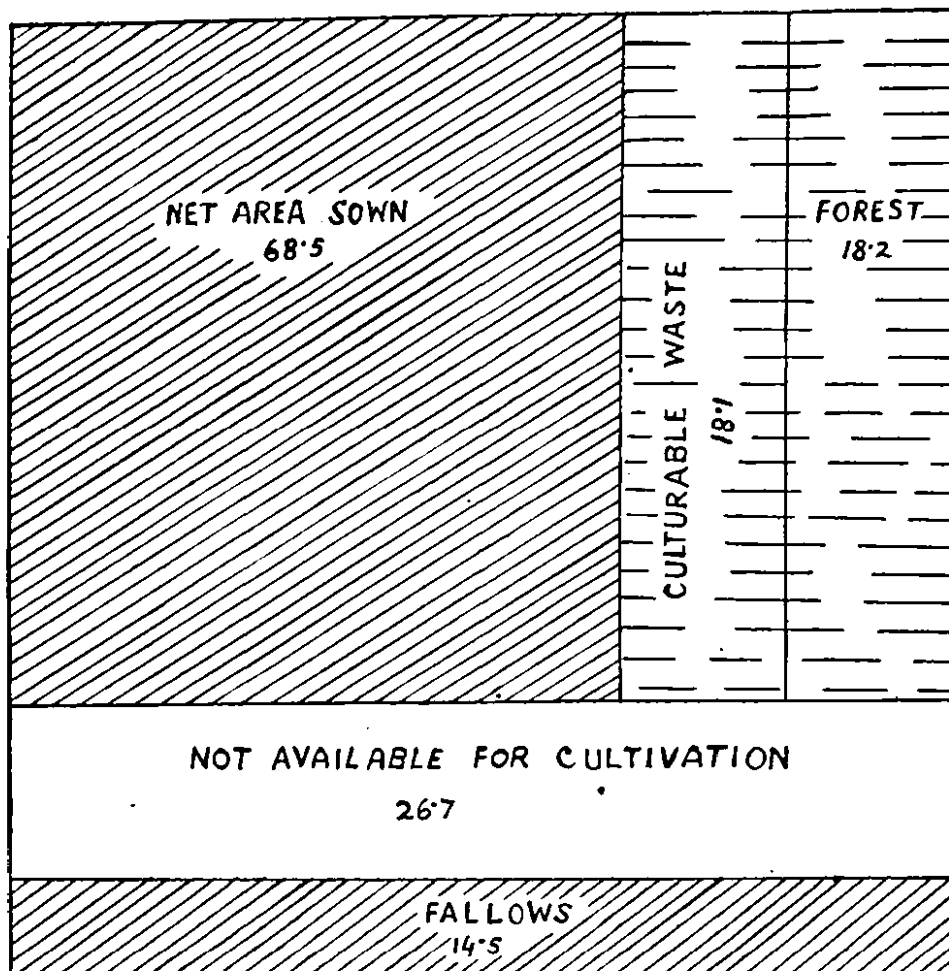 NET AREA SOWN
68·5
FOREST
18·2
CULTURABLE WASTE
18·1
NOT AVAILABLE FOR CULTIVATION
26·7
FALLOWS
14·5